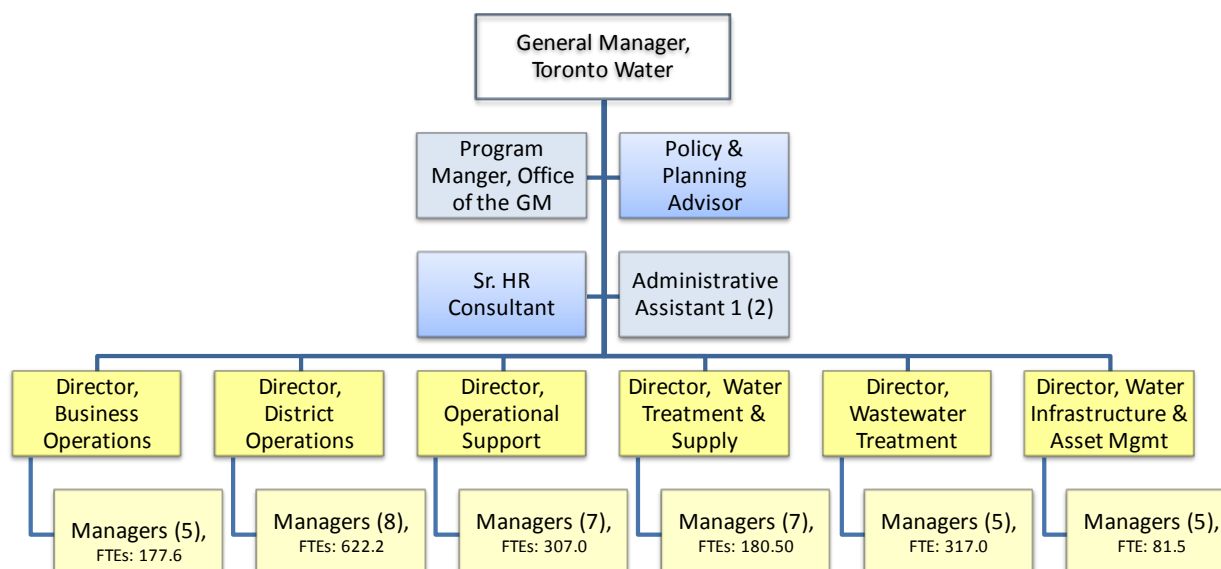 General Manager,
Toronto Water
Program
Manger, Office
of the GM
Policy &
Planning
Advisor
Sr. HR
Consultant
Administrative
Assistant 1 (2)
Director,
Business
Operations
Director,
District
Operations
Director,
Operational
Support
Director, Water
Treatment &
Supply
Director,
Wastewater
Treatment
Director, Water
Infrastructure &
Asset Mgmt
Managers (5),
FTEs: 177.6
Managers (8),
FTEs: 622.2
Managers (7),
FTEs: 307.0
Managers (7),
FTEs: 180.50
Managers (5),
FTE: 317.0
Managers (5),
FTE: 81.5